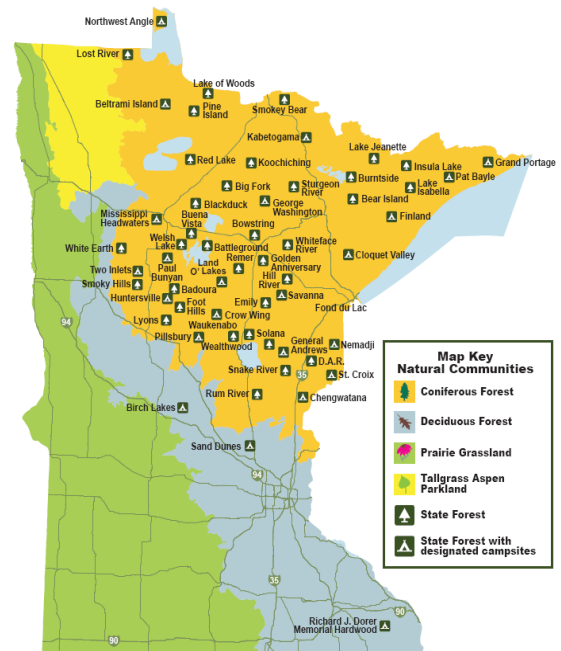 Northwest Angle
Lost River
Lake of Woods
Beltrami Island
Pine
Island
Smokey Bear
Kabetogama
Lake Jeanette
Grand Portage
Red Lake
Koochiching
Insula Lake
Burntside
Pat Bayle
Big Fork
Sturgeon
River
Lake
Isabella
Blackduck
George
Washington
Bear Island
Mississippi
Headwaters
Buena
Vista
Finland
Bowstring
White Earth
Welsh
Lake
Battleground
Whiteface
River
Remer
Golden
Anniversary
Cloquet Valley
Two Inlets
Paul
Bunyan
Land
O' Lakes
Hill
River
Smoky Hills
Badoura
Huntersville
Foot
Hills
Emily
Savanna
Fond du Lac
Lyons
Crow Wing
94
Waukenabo
Solana
Pillsbury
Wealthwood
General
Andrews
Nemadji
D.A.R.
Snake River
35
St. Croix
Rum River
Chengwatana
Birch Lakes
Sand Dunes
94
35
90
Richard J. Dorer
Memorial Hardwood
90
Map Key
Natural Communities
Coniferous Forest
Deciduous Forest
Prairie Grassland
Tallgrass Aspen
Parkland
State Forest
State Forest with
designated campsites